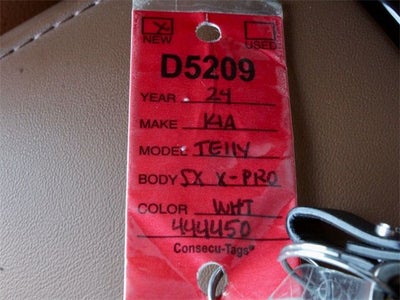 NEW USED
D5209
YEAR 24
MAKE KIA
MODEL TELLY
BODY SX X-PRO
COLOR WHT
444450
Consecu-Tags®